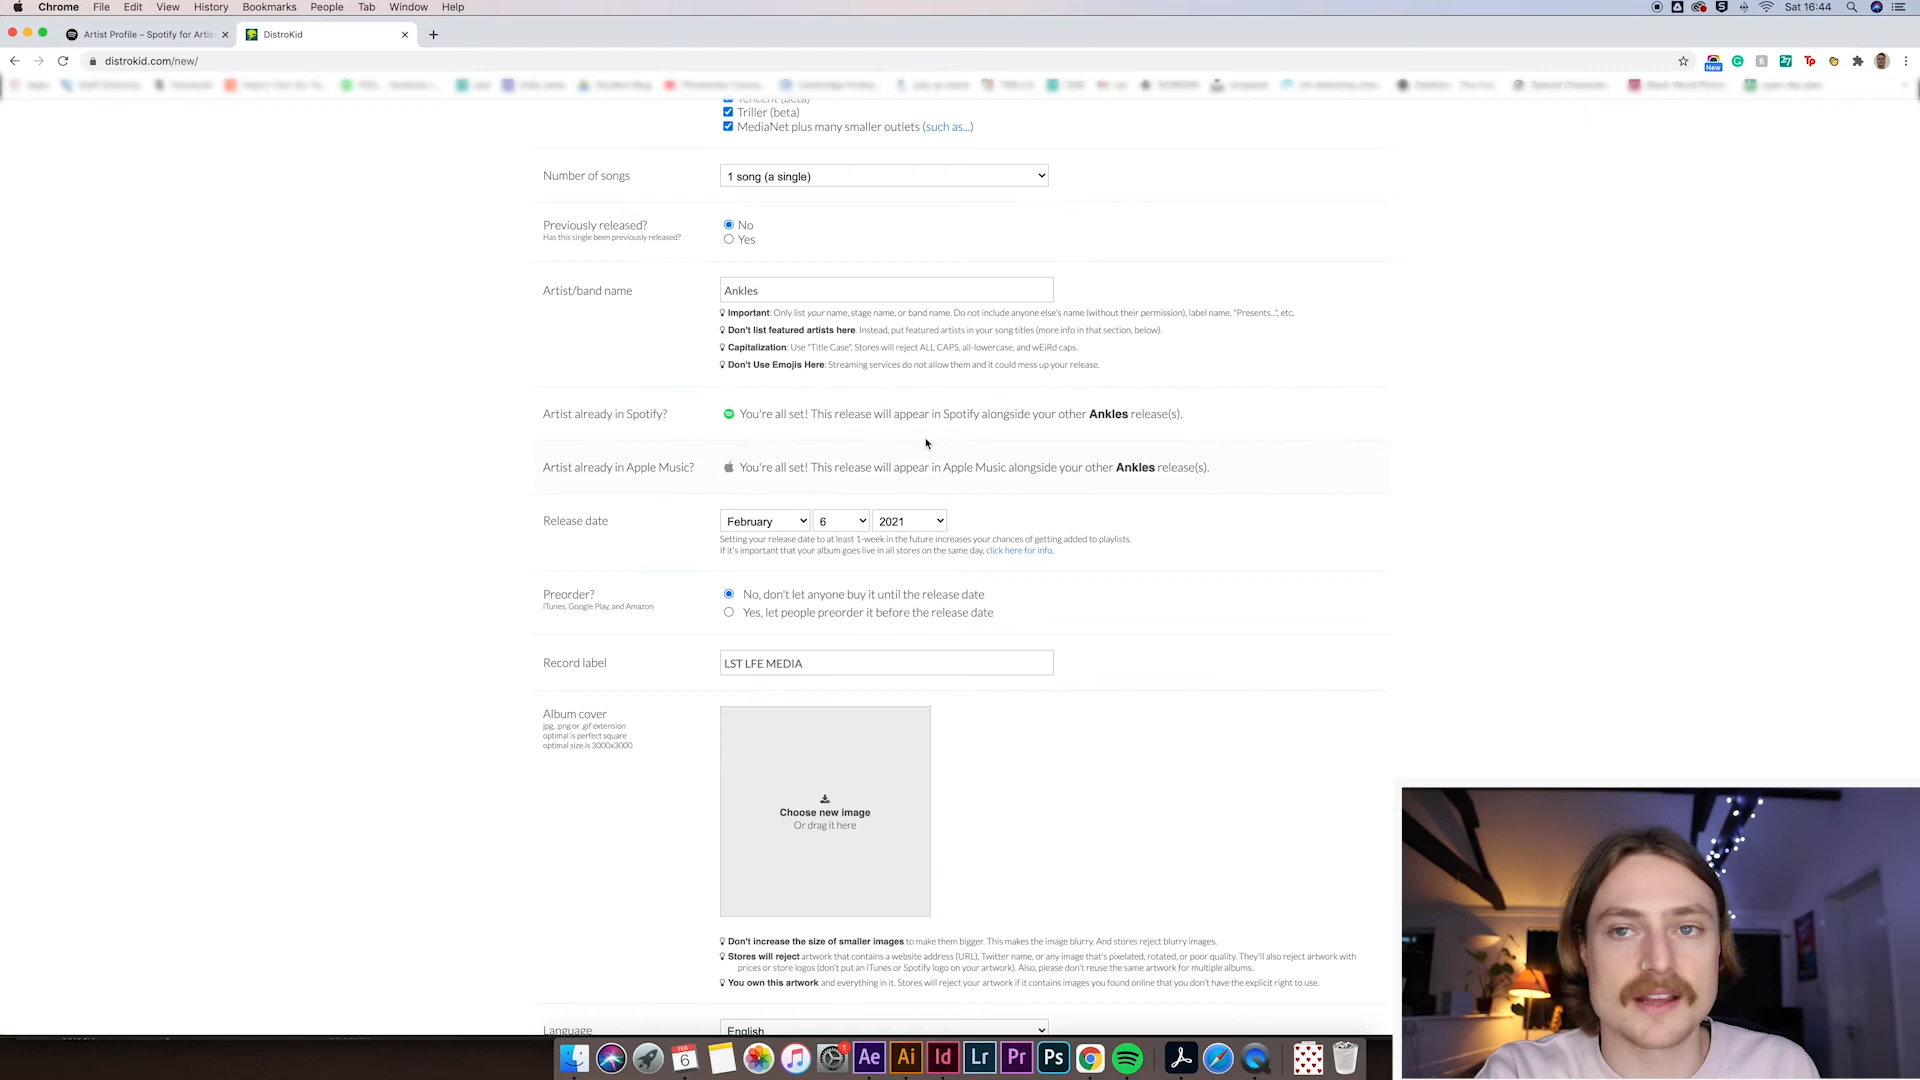 Chrome File Edit View History Bookmarks People Tab Window Help
Sat 16:44
Artist Profile – Spotify for Artis
DistroKid
distrokid.com/new/
New
Tencent (beta)
Triller (beta)
MediaNet plus many smaller outlets (such as...)
Number of songs
1 song (a single)
Previously released?
Has this single been previously released?
No
Yes
Artist/band name
Ankles
Important: Only list your name, stage name, or band name. Do not include anyone else's name (without their permission), label name, "Presents...", etc.
Don't list featured artists here. Instead, put featured artists in your song titles (more info in that section, below).
Capitalization: Use "Title Case". Stores will reject ALL CAPS, all-lowercase, and wEiRd caps.
Don't Use Emojis Here: Streaming services do not allow them and it could mess up your release.
Artist already in Spotify?
You're all set! This release will appear in Spotify alongside your other Ankles release(s).
Artist already in Apple Music?
You're all set! This release will appear in Apple Music alongside your other Ankles release(s).
Release date
February 6 2021
Setting your release date to at least 1-week in the future increases your chances of getting added to playlists.
If it's important that your album goes live in all stores on the same day, click here for info.
Preorder?
iTunes, Google Play, and Amazon
No, don't let anyone buy it until the release date
Yes, let people preorder it before the release date
Record label
LST LFE MEDIA
Album cover
jpg, .png or .gif extension
optimal is perfect square
optimal size is 3000x3000
Choose new image
Or drag it here
Don't increase the size of smaller images to make them bigger. This makes the image blurry. And stores reject blurry images.
Stores will reject artwork that contains a website address (URL), Twitter name, or any image that's pixelated, rotated, or poor quality. They'll also reject artwork with
prices or store logos (don't put an iTunes or Spotify logo on your artwork). Also, please don't reuse the same artwork for multiple albums.
You own this artwork and everything in it. Stores will reject your artwork if it contains images you found online that you don't have the explicit right to use.
Language
English
FEB 6 1 Ae Ai Id Lr Pr Ps